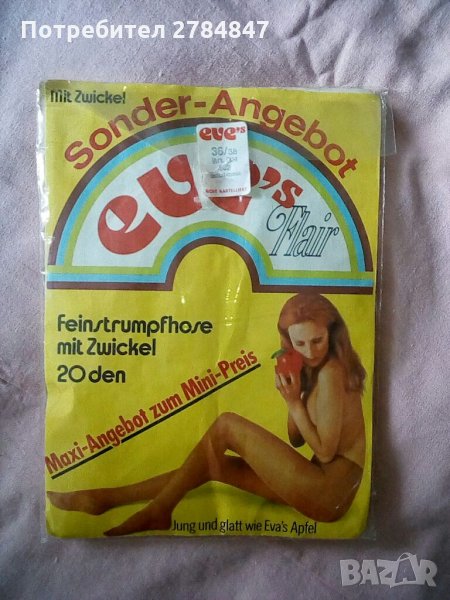 Потребител 2784847
Mit Zwickel
Sonder-Angebot
eve's
36/38
eve's
Flair
Feinstrumpfhose
mit Zwickel
20 den
Maxi-Angebot zum Mini-Preis
Jung und glatt wie Eva's Apfel
BAZAR